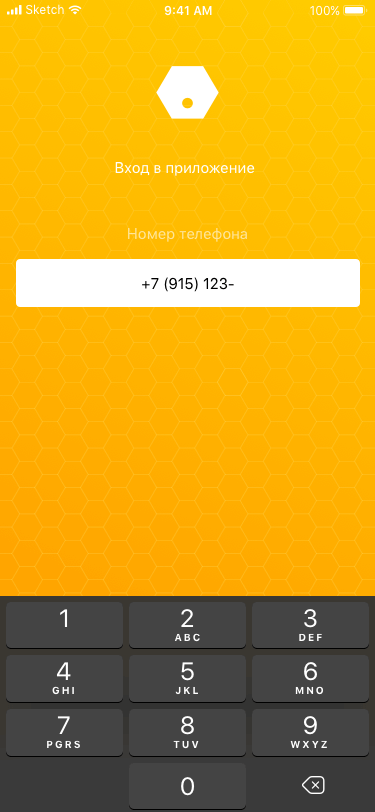 Sketch 9:41 AM 100%
Вход в приложение
Номер телефона
+7 (915) 123-
1 2 3
ABC DEF
4 5 6
GHI JKL MNO
7 8 9
PGRS TUV WXYZ
0